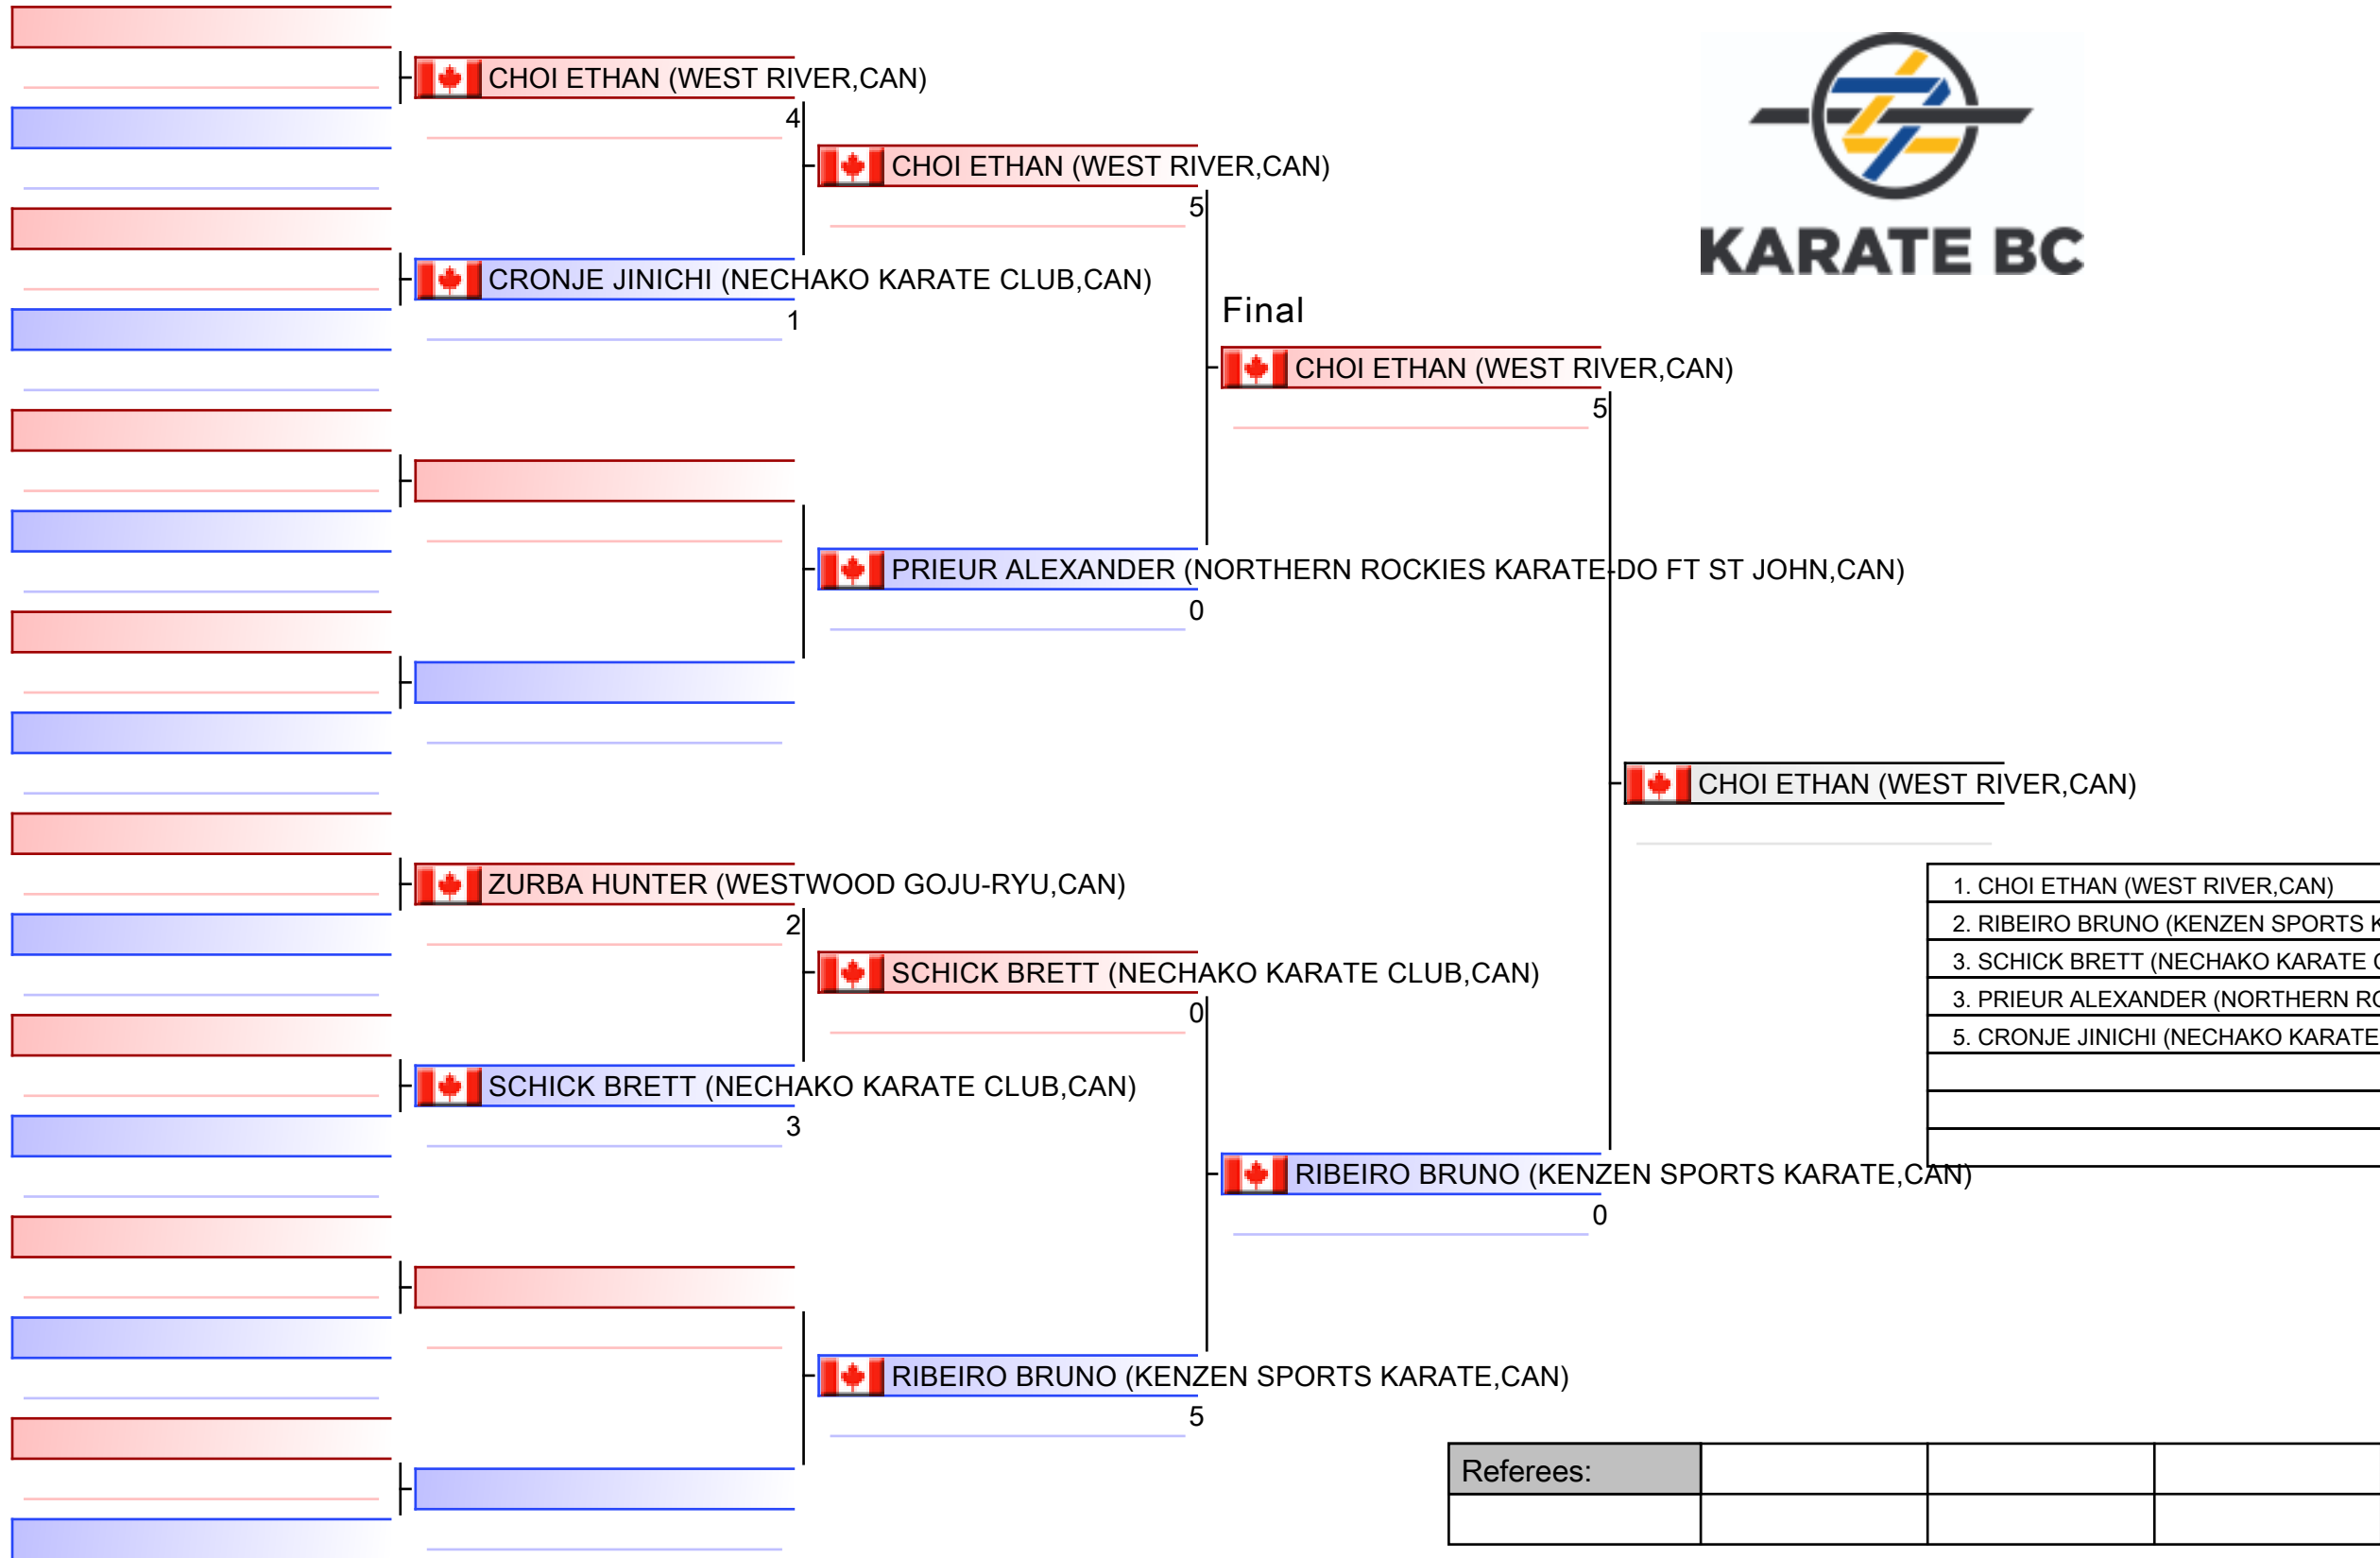 CHOI ETHAN (WEST RIVER,CAN)
4
CHOI ETHAN (WEST RIVER,CAN)
5
KARATE BC
CRONJE JINICHI (NECHAKO KARATE CLUB,CAN)
1
Final
CHOI ETHAN (WEST RIVER,CAN)
5
PRIEUR ALEXANDER (NORTHERN ROCKIES KARATE-DO FT ST JOHN,CAN)
0
CHOI ETHAN (WEST RIVER,CAN)
ZURBA HUNTER (WESTWOOD GOJU-RYU,CAN)
2
SCHICK BRETT (NECHAKO KARATE CLUB,CAN)
0
1. CHOI ETHAN (WEST RIVER,CAN)
2. RIBEIRO BRUNO (KENZEN SPORTS
3. SCHICK BRETT (NECHAKO KARATE
3. PRIEUR ALEXANDER (NORTHERN
5. CRONJE JINICHI (NECHAKO KARATE
SCHICK BRETT (NECHAKO KARATE CLUB,CAN)
3
RIBEIRO BRUNO (KENZEN SPORTS KARATE,CAN)
0
RIBEIRO BRUNO (KENZEN SPORTS KARATE,CAN)
5
Referees: